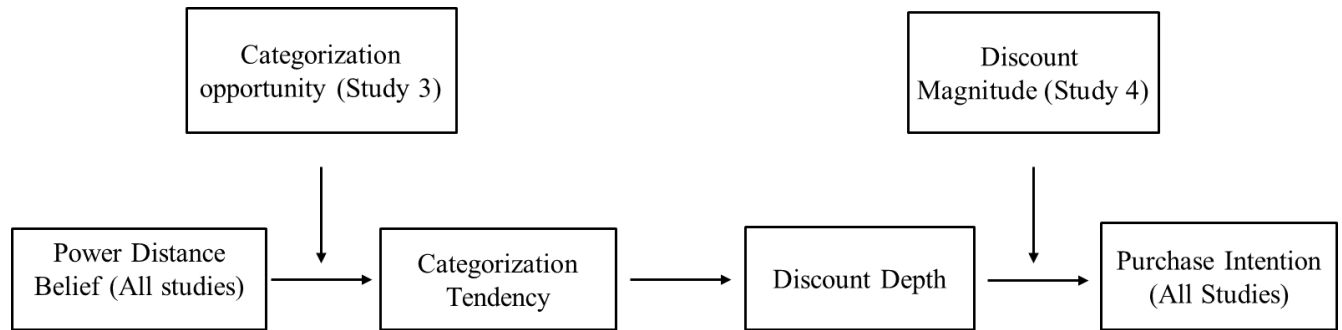 Categorization
opportunity (Study 3)
Discount
Magnitude (Study 4)
Power Distance
Belief (All studies)
Categorization
Tendency
Discount Depth
Purchase Intention
(All Studies)